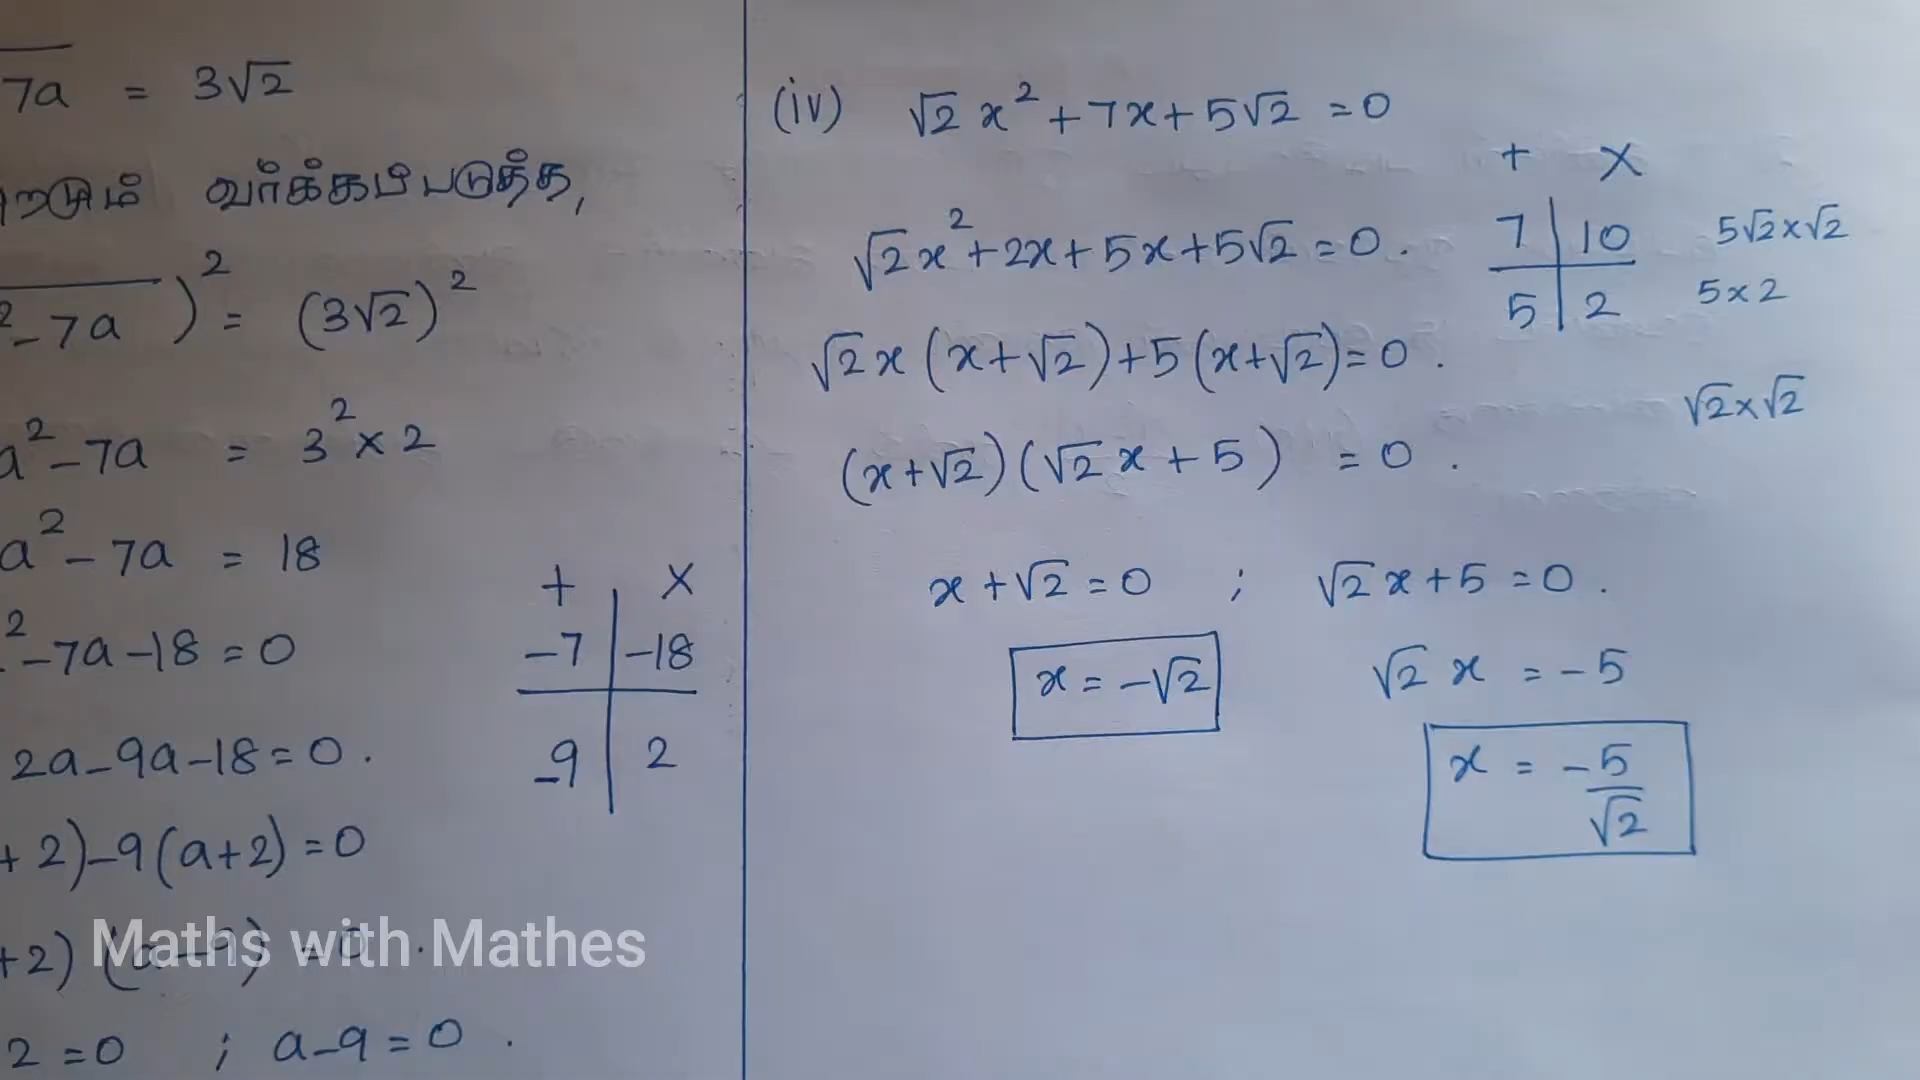 7a = 3√2
வர்க்கப்படுத்த,
²-7a )² = (3√2)²
a² - 7a = 3² × 2
a² - 7a = 18
² - 7a - 18 = 0
+ ×
-7 -18
-9 2
2a - 9a - 18 = 0.
+ 2) - 9(a + 2) = 0
+2) (a - 9) = 0.
2 = 0 ; a - 9 = 0.
Maths with Mathes
(iv) √2 x² + 7x + 5√2 = 0
+ ×
7 10
5 2
5√2 × √2
5 × 2
√2 × √2
√2x² + 2x + 5x + 5√2 = 0.
√2x (x + √2) + 5 (x + √2) = 0.
(x + √2) (√2 x + 5) = 0.
x + √2 = 0 ; √2 x + 5 = 0.
x = -√2
√2 x = -5
x = -5/√2